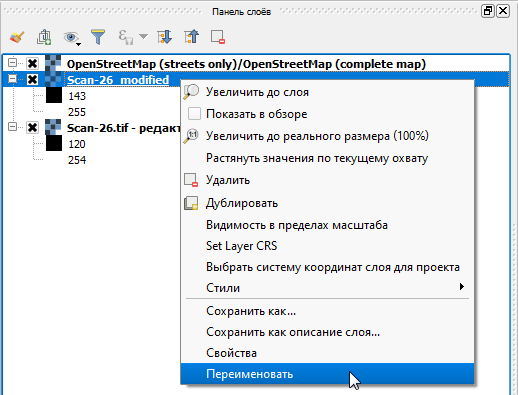 Панель слоёв
OpenStreetMap (streets only)/OpenStreetMap (complete map)
Scan-26_modified
143
255
Scan-26.tif - редакт
120
254
Увеличить до слоя
Показать в обзоре
1:1
Увеличить до реального размера (100%)
Растянуть значения по текущему охвату
Удалить
Дублировать
Видимость в пределах масштаба
Set Layer CRS
Выбрать систему координат слоя для проекта
Стили
Сохранить как...
Сохранить как описание слоя...
Свойства
Переименовать